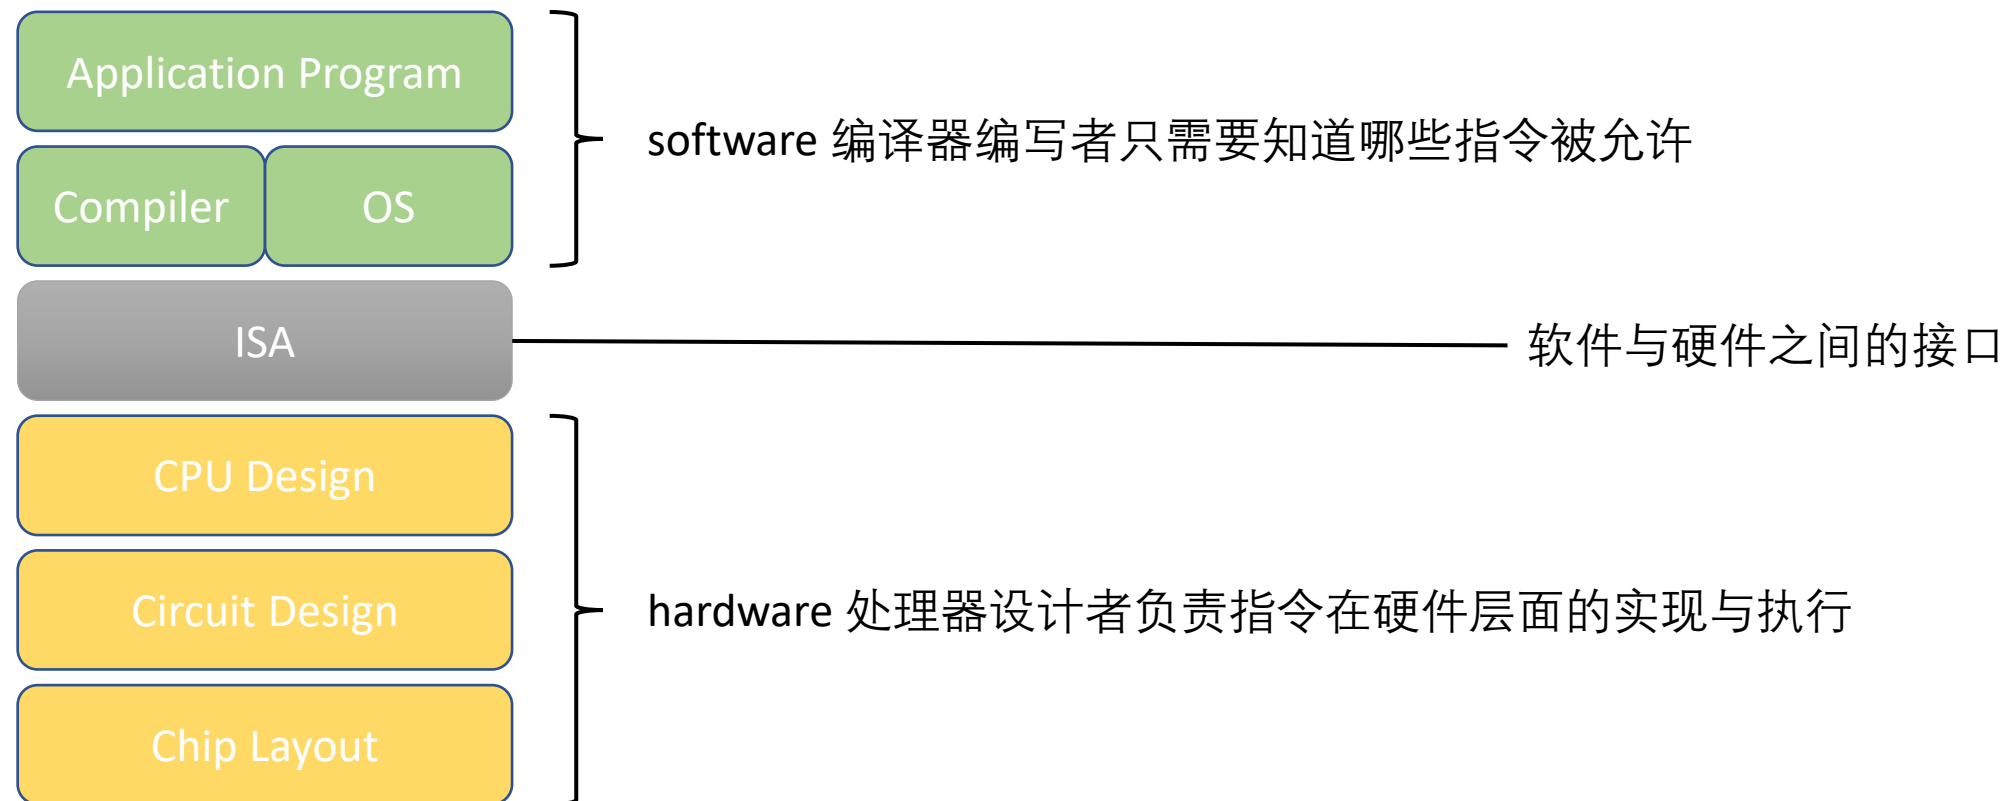 Application Program
software 编译器编写者只需要知道哪些指令被允许
Compiler
OS
ISA
软件与硬件之间的接口
CPU Design
Circuit Design
hardware 处理器设计者负责指令在硬件层面的实现与执行
Chip Layout